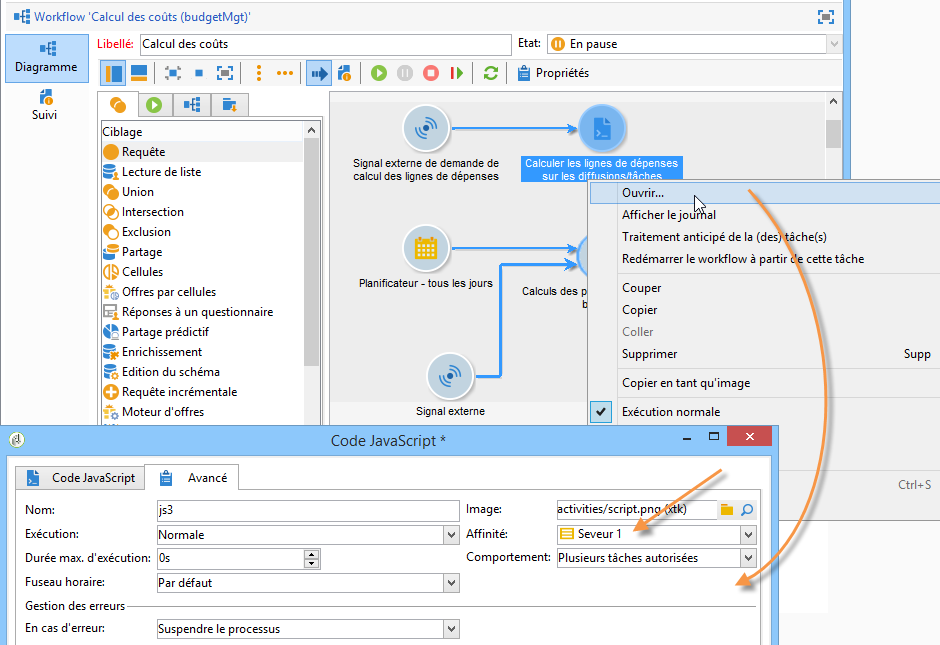 Workflow 'Calcul des coûts (budgetMgt)'
Diagramme
Suivi
Libellé: Calcul des coûts
Etat: En pause
Propriétés
Ciblage
Requête
Lecture de liste
Union
Intersection
Exclusion
Partage
Cellules
Offres par cellules
Réponses à un questionnaire
Partage prédictif
Enrichissement
Edition du schéma
Requête incrémentale
Moteur d'offres
Signal externe de demande de
calcul des lignes de dépenses
Calculer les lignes de dépenses
sur les diffusions/tâches
Planificateur - tous les jours
Calculs des p
b
Signal externe
Ouvrir...
Afficher le journal
Traitement anticipé de la (des) tâche(s)
Redémarrer le workflow à partir de cette tâche
Couper
Copier
Coller
Supprimer Supp
Copier en tant qu'image
Exécution normale
Ctrl+S
Code JavaScript *
Code JavaScript
Avancé
Nom: js3
Image: activities/script.png (xtk)
Exécution: Normale
Affinité: Seveur 1
Durée max. d'exécution: 0s
Comportement: Plusieurs tâches autorisées
Fuseau horaire: Par défaut
Gestion des erreurs
En cas d'erreur: Suspendre le processus